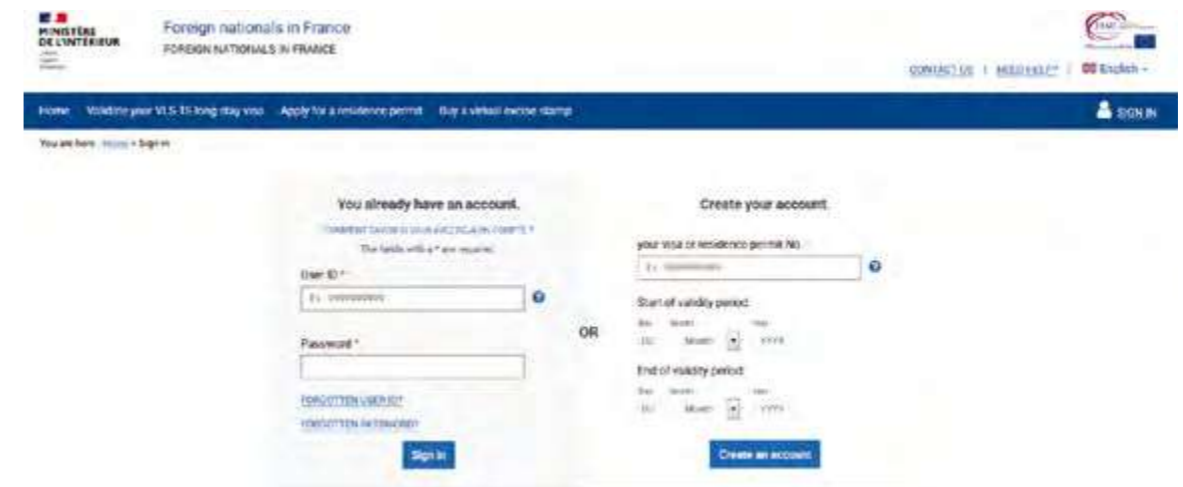 MINISTÈRE
DE L'INTÉRIEUR
Foreign nationals in France
FOREIGN NATIONALS IN FRANCE
CONTACT US | NEED HELP? | English
Home Validate your VLS-TS long stay visa Apply for a residence permit Buy a virtual excise stamp
SIGN IN
You are here : Home > Sign in
You already have an account.
The fields with a * are required
User ID *
Password *
FORGOTTEN USER ID?
FORGOTTEN PASSWORD?
Sign in
OR
Create your account.
your visa or residence permit No.
Start of validity period
Day Month Year
DD Month YYYY
End of validity period
Day Month Year
DD Month YYYY
Create an account